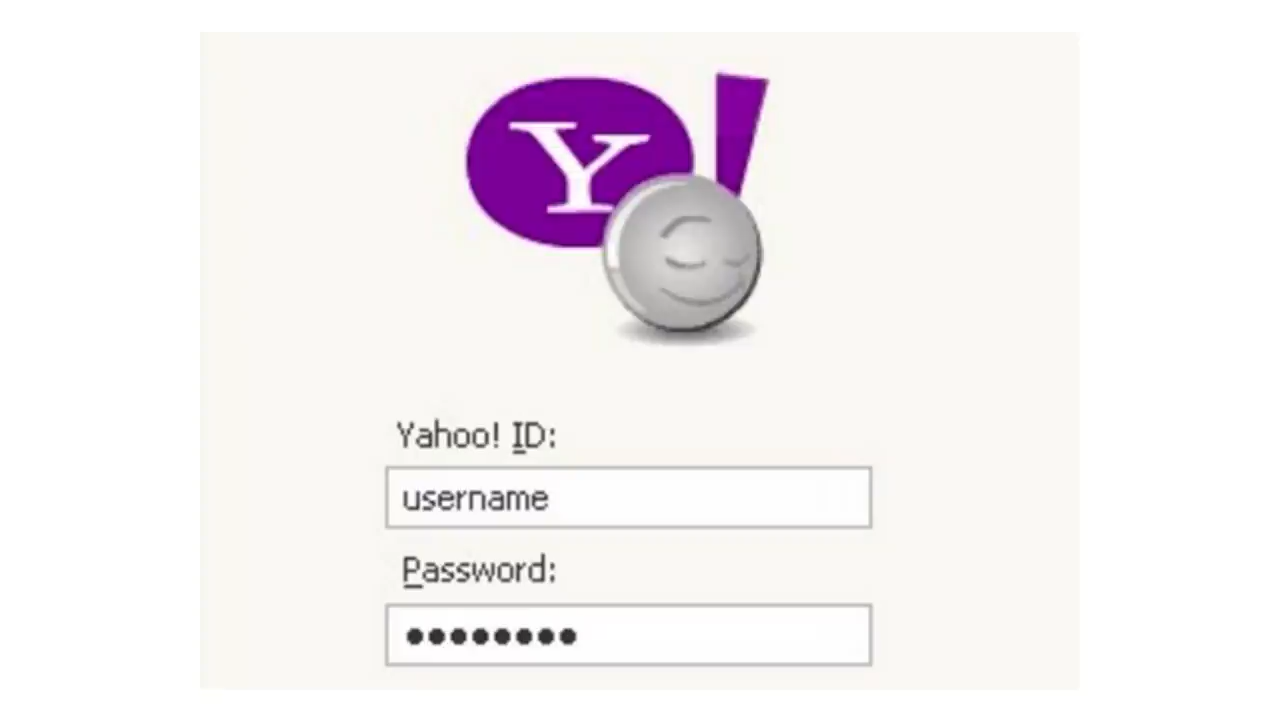 Y!
Yahoo! ID:
username
Password:
••••••••